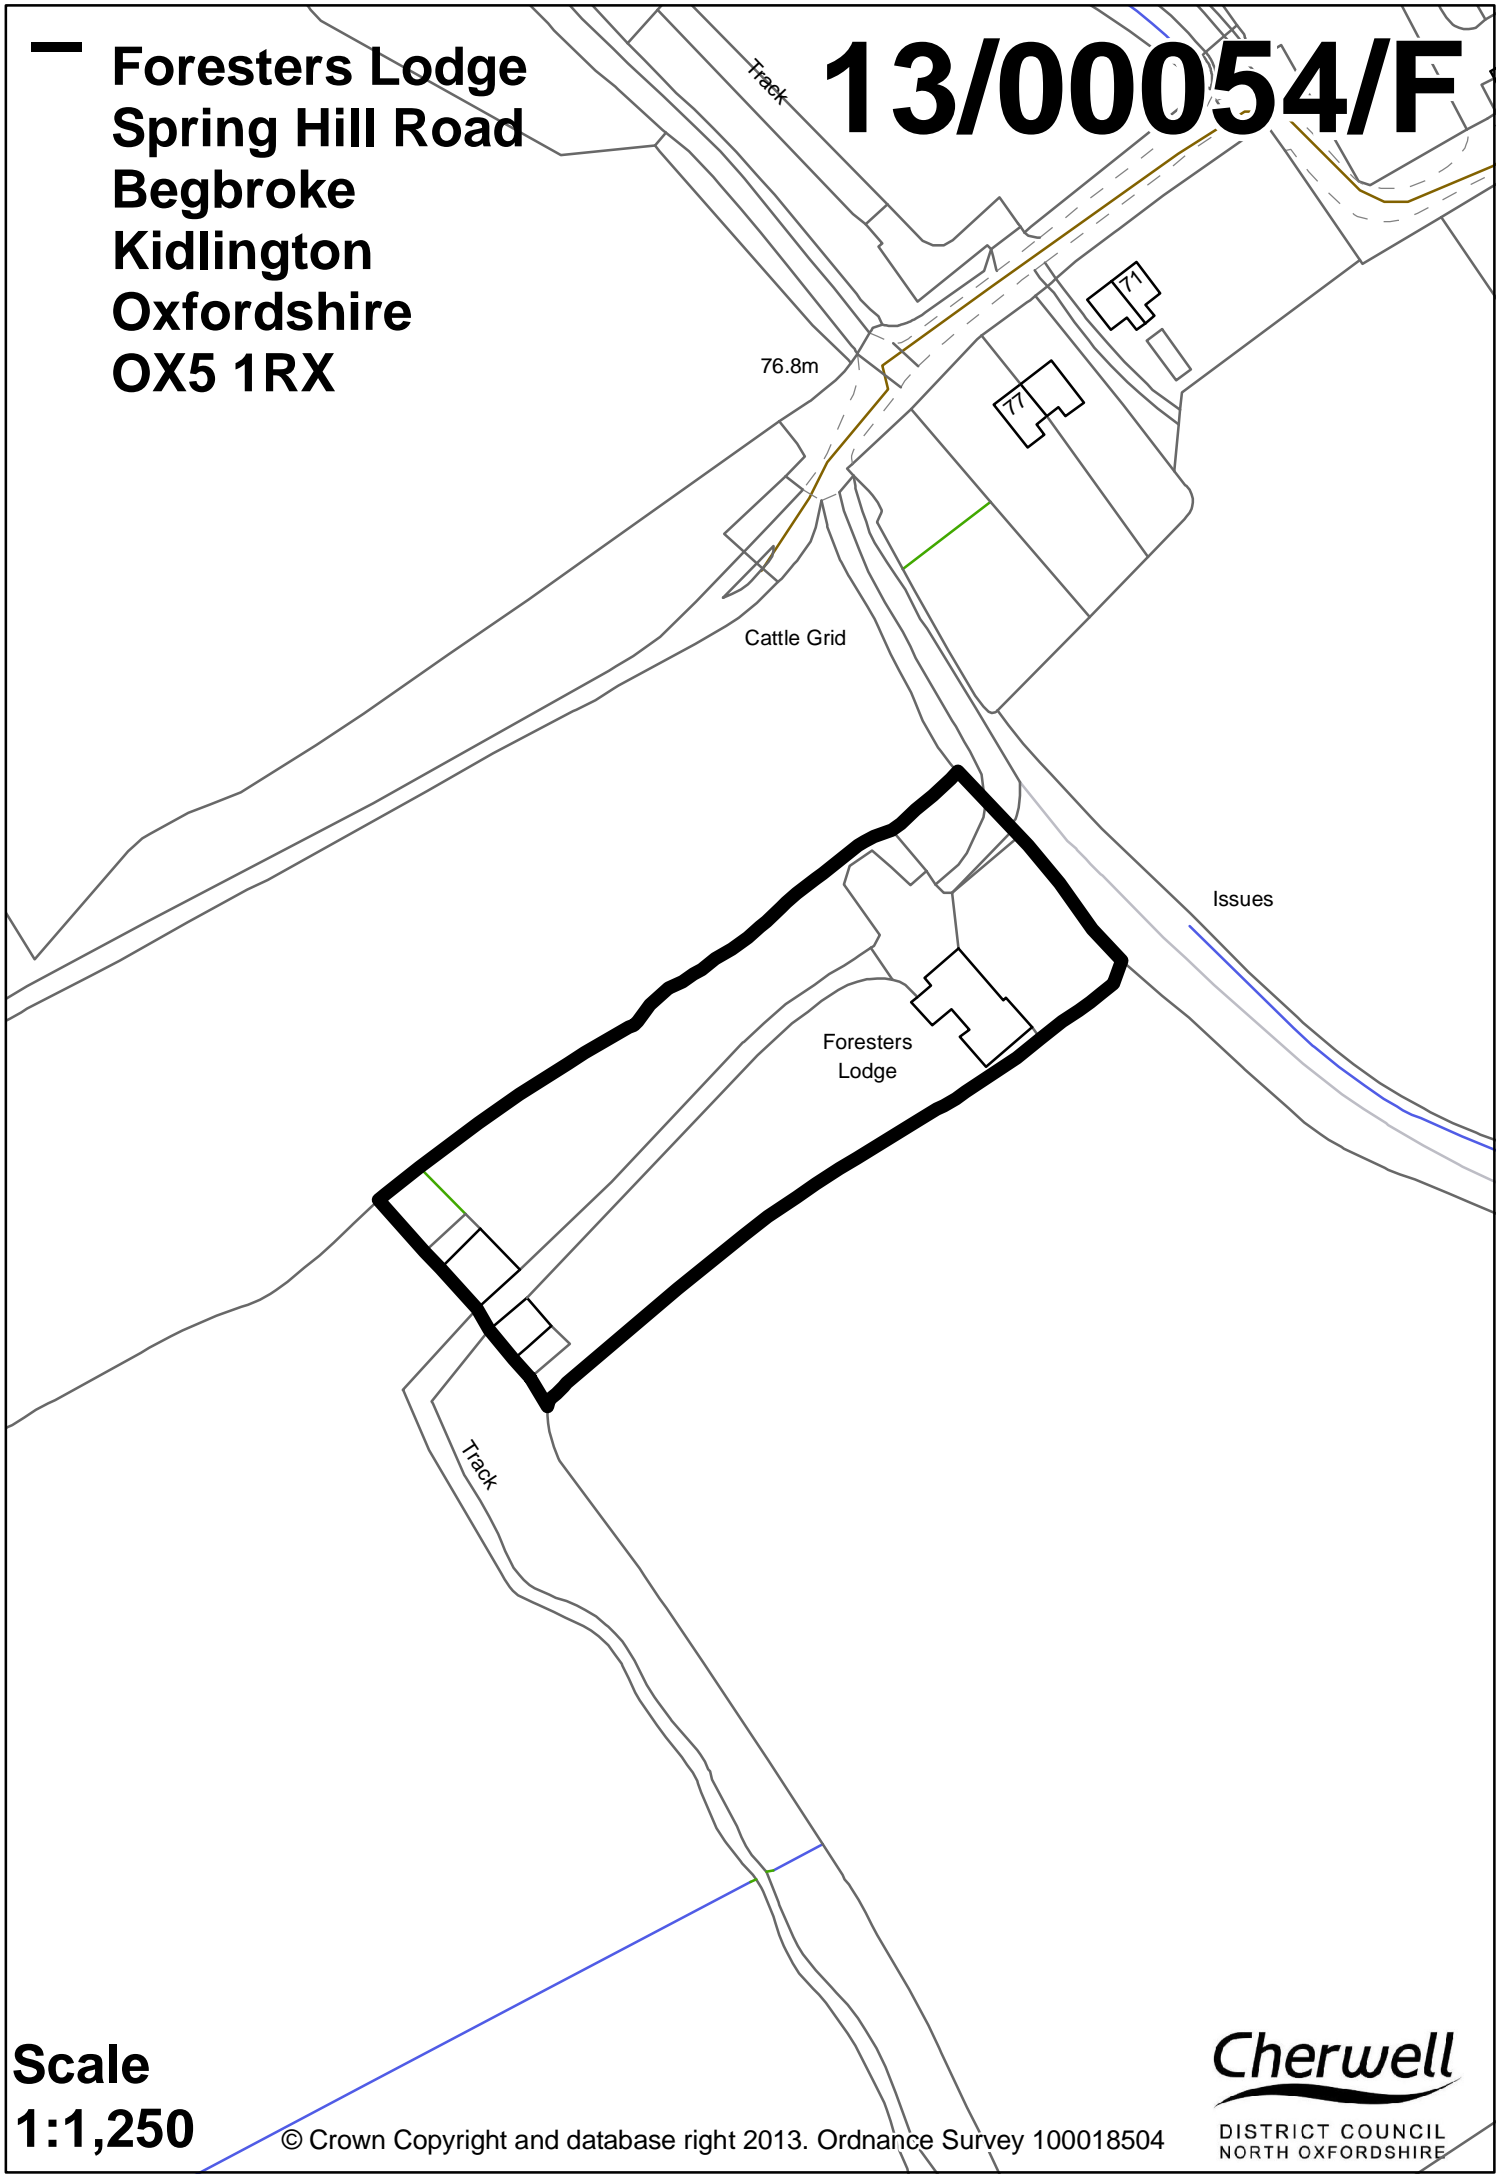 Foresters Lodge
Spring Hill Road
Begbroke
Kidlington
Oxfordshire
OX5 1RX
13/00054/F
Track
71
76.8m
77
Cattle Grid
Issues
Foresters
Lodge
Track
Scale
1:1,250
© Crown Copyright and database right 2013. Ordnance Survey 100018504
Cherwell
DISTRICT COUNCIL
NORTH OXFORDSHIRE